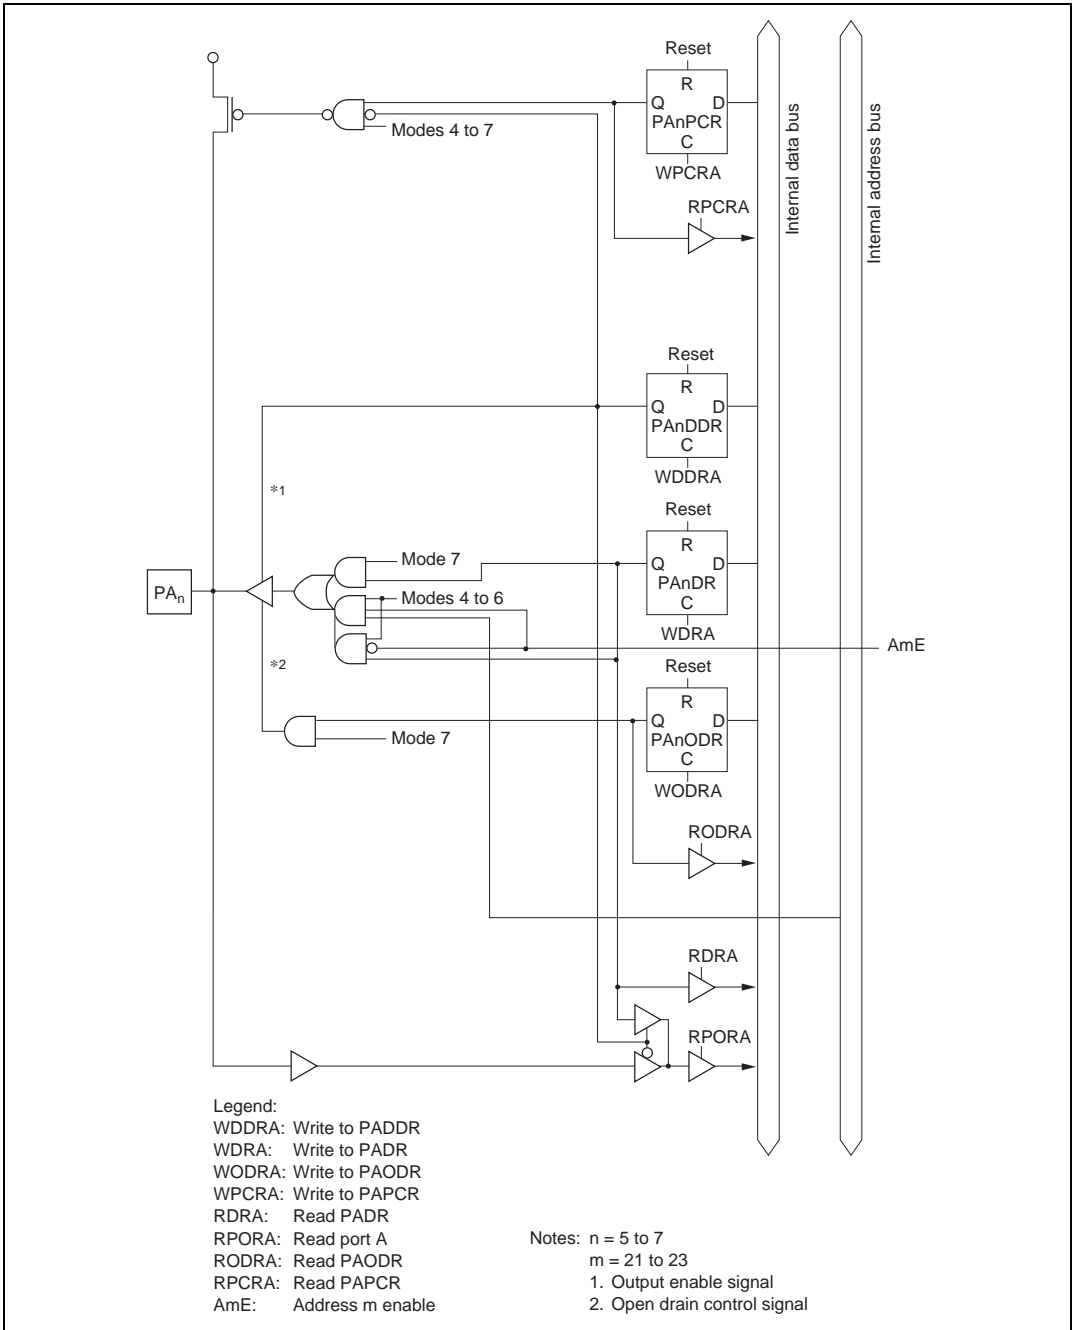 Reset
R
Q D
PAnPCR
C
WPCRA
Modes 4 to 7
RPCRA
Internal data bus
Internal address bus
Reset
R
Q D
PAnDDR
C
WDDRA
*1
Reset
R
Q D
PAnDR
C
WDRA
Mode 7
PAn
Modes 4 to 6
AmE
*2
Reset
R
Q D
PAnODR
C
WODRA
Mode 7
RODRA
RDRA
RPORA
Legend:
WDDRA: Write to PADDR
WDRA: Write to PADR
WODRA: Write to PAODR
WPCRA: Write to PAPCR
RDRA: Read PADR
RPORA: Read port A
RODRA: Read PAODR
RPCRA: Read PAPCR
AmE: Address m enable
Notes: n = 5 to 7
m = 21 to 23
1. Output enable signal
2. Open drain control signal